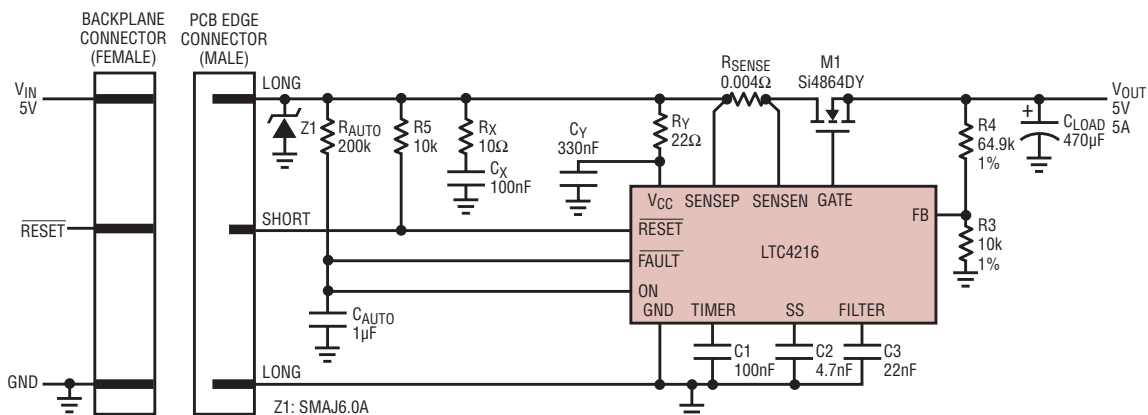 BACKPLANE
CONNECTOR
(FEMALE)
PCB EDGE
CONNECTOR
(MALE)
LONG
VIN
5V
Z1
RAUTO
200k
R5
10k
RX
10Ω
CX
100nF
CY
330nF
RY
22Ω
RSENSE
0.004Ω
M1
Si4864DY
VOUT
5V
5A
R4
64.9k
1%
+
CLOAD
470µF
VCC
SENSEP
SENSEN
GATE
FB
RESET
SHORT
RESET
FAULT
LTC4216
R3
10k
1%
ON
GND
TIMER
SS
FILTER
CAUTO
1µF
C1
100nF
C2
4.7nF
C3
22nF
GND
LONG
Z1: SMAJ6.0A